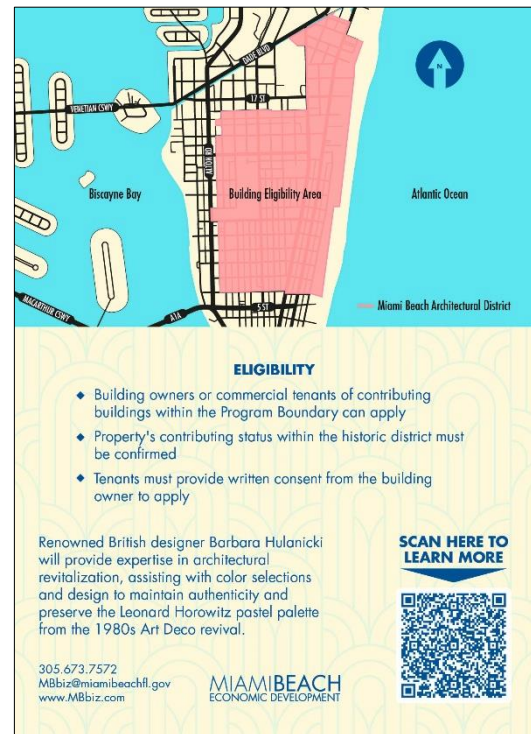 DADE BLVD
N
17 ST
VENETIAN CSWY
ALTON RD
Biscayne Bay
Building Eligibility Area
Atlantic Ocean
MACARTHUR CSWY
A1A
5 ST
Miami Beach Architectural District
ELIGIBILITY
◆ Building owners or commercial tenants of contributing
buildings within the Program Boundary can apply
◆ Property's contributing status within the historic district must
be confirmed
◆ Tenants must provide written consent from the building
owner to apply
Renowned British designer Barbara Hulanicki
will provide expertise in architectural
revitalization, assisting with color selections
and design to maintain authenticity and
preserve the Leonard Horowitz pastel palette
from the 1980s Art Deco revival.
SCAN HERE TO
LEARN MORE
305.673.7572
MBbiz@miamibeachfl.gov
www.MBbiz.com
MIAMIBEACH
ECONOMIC DEVELOPMENT